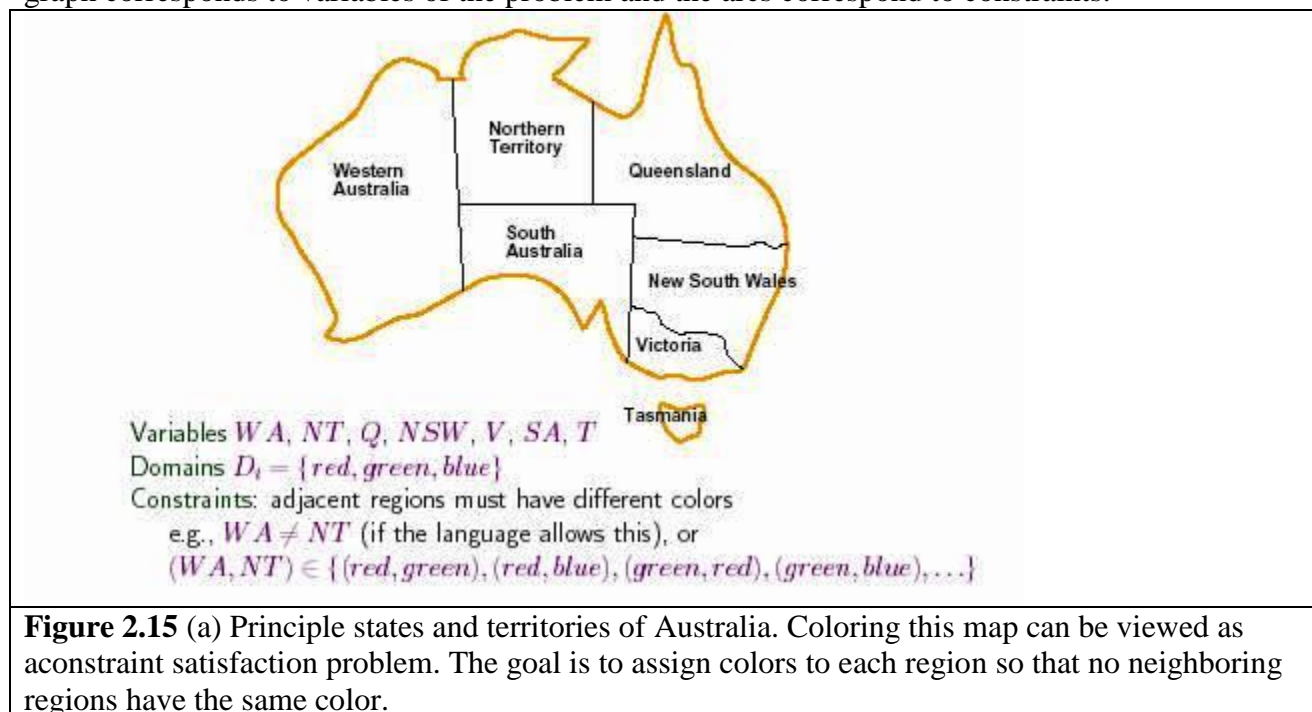 graph corresponds to variables of the problem and the arcs correspond to constraints.
Northern
Territory
Western
Australia
Queensland
South
Australia
New South Wales
Victoria
Tasmania
Variables WA, NT, Q, NSW, V, SA, T
Domains Dᵢ = {red, green, blue}
Constraints: adjacent regions must have different colors
e.g., WA ≠ NT (if the language allows this), or
(WA, NT) ∈ {(red, green), (red, blue), (green, red), (green, blue), ...}
Figure 2.15 (a) Principle states and territories of Australia. Coloring this map can be viewed as
aconstraint satisfaction problem. The goal is to assign colors to each region so that no neighboring
regions have the same color.